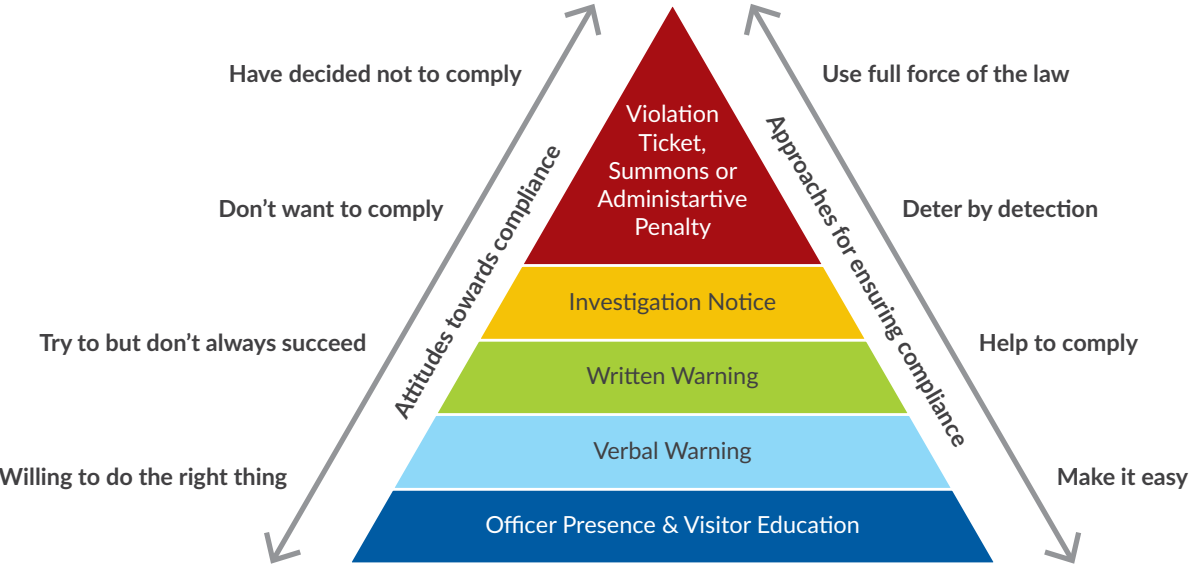 Have decided not to comply
Don’t want to comply
Try to but don’t always succeed
Willing to do the right thing
Attitudes towards compliance
Violation
Ticket,
Summons or
Administartive
Penalty
Investigation Notice
Written Warning
Verbal Warning
Officer Presence & Visitor Education
Approaches for ensuring compliance
Use full force of the law
Deter by detection
Help to comply
Make it easy